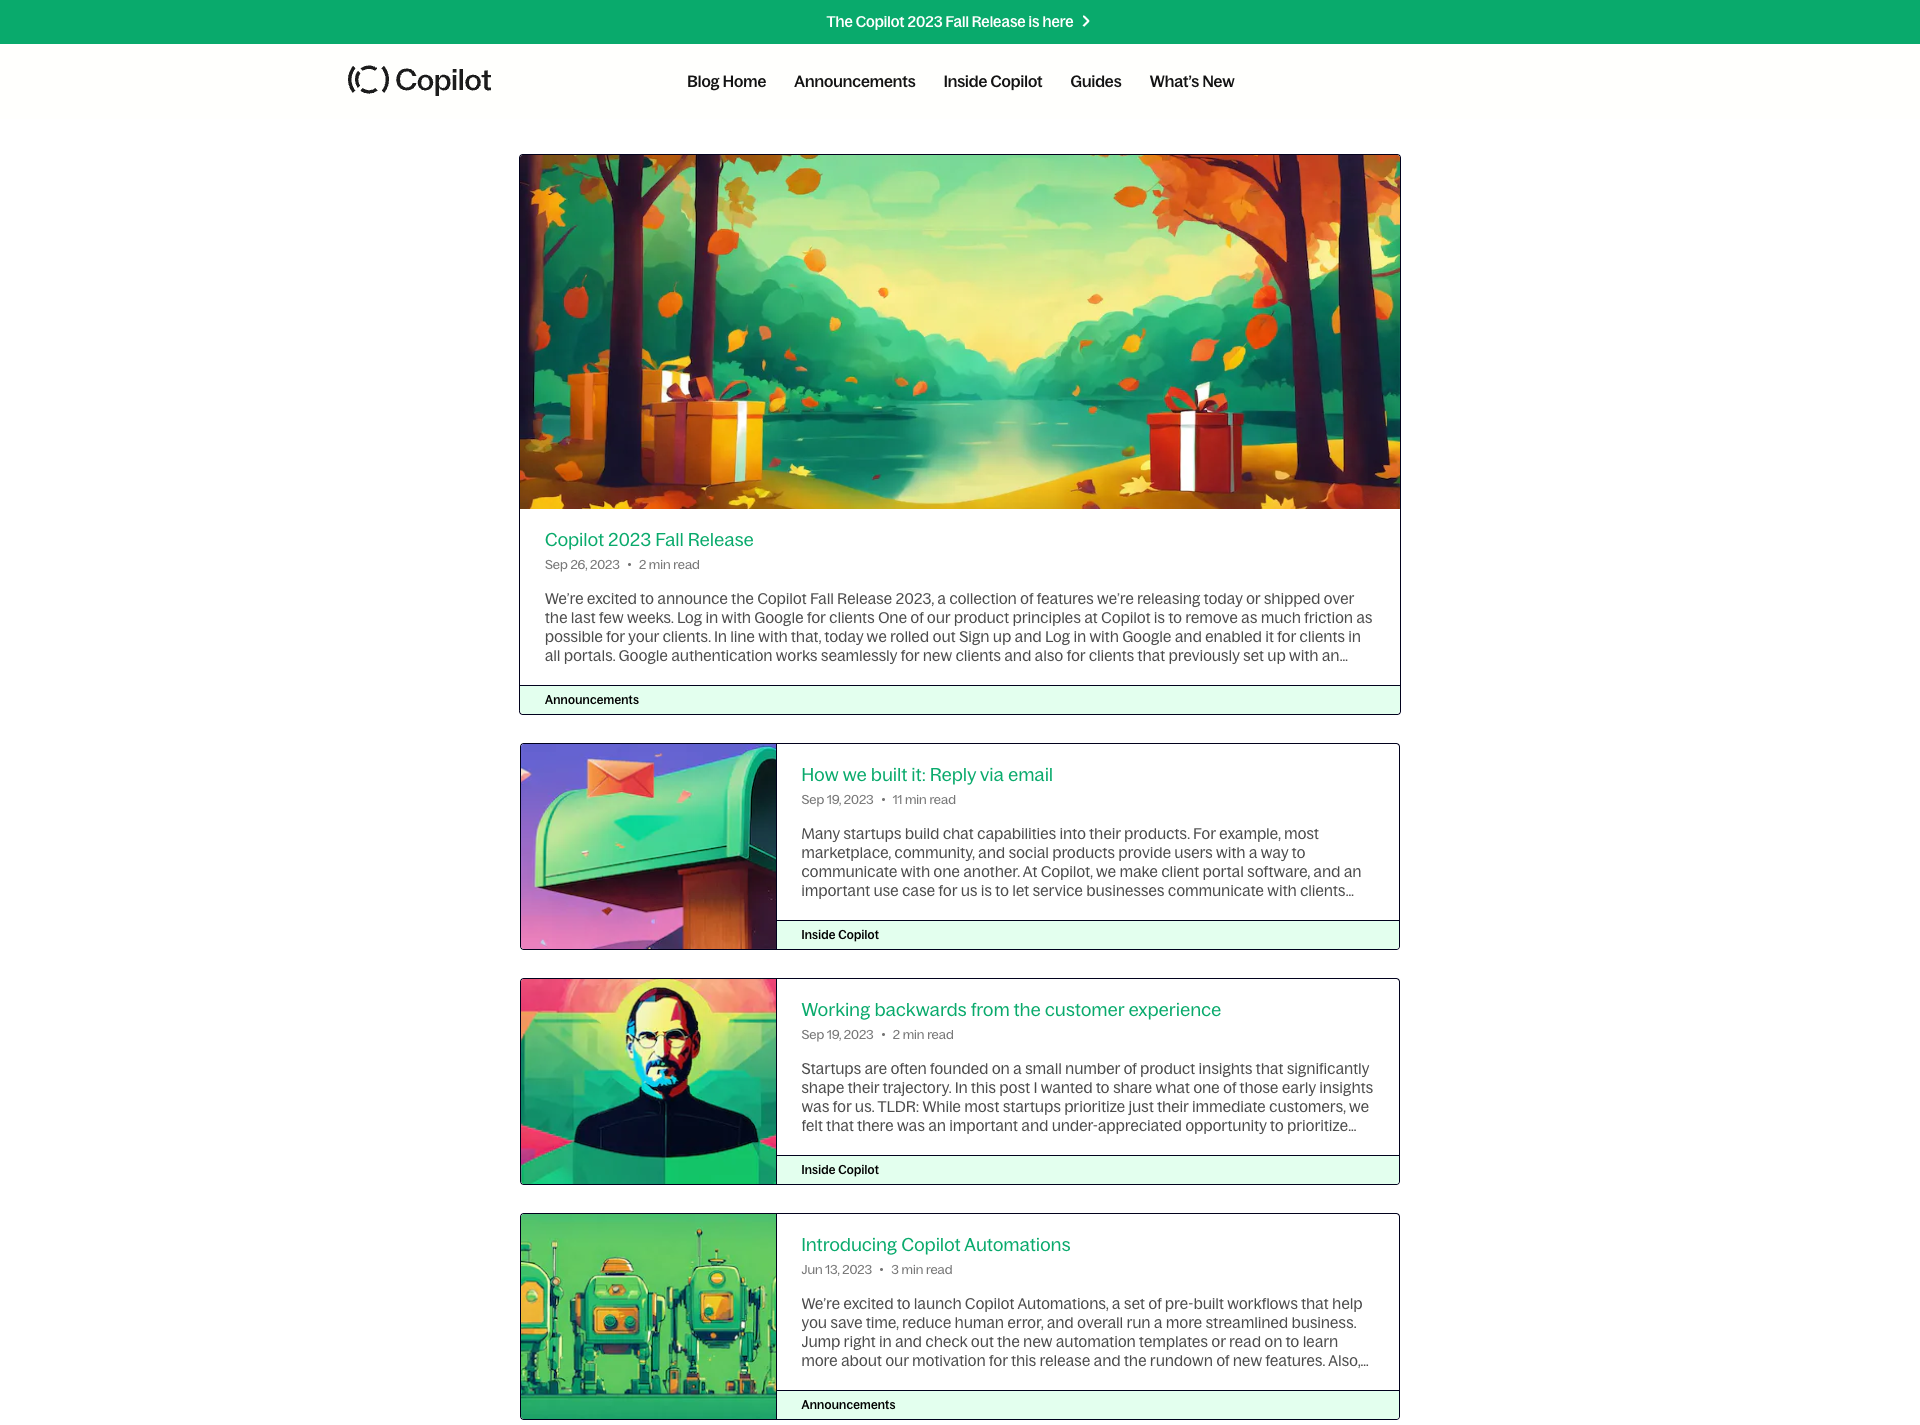 The Copilot 2023 Fall Release is here
Copilot
Blog Home
Announcements
Inside Copilot
Guides
What's New
Copilot 2023 Fall Release
Sep 26, 2023 • 2 min read
We're excited to announce the Copilot Fall Release 2023, a collection of features we're releasing today or shipped over
the last few weeks. Log in with Google for clients One of our product principles at Copilot is to remove as much friction as
possible for your clients. In line with that, today we rolled out Sign up and Log in with Google and enabled it for clients in
all portals. Google authentication works seamlessly for new clients and also for clients that previously set up with an…
Announcements
How we built it: Reply via email
Sep 19, 2023 • 11 min read
Many startups build chat capabilities into their products. For example, most
marketplace, community, and social products provide users with a way to
communicate with one another. At Copilot, we make client portal software, and an
important use case for us is to let service businesses communicate with clients…
Inside Copilot
Working backwards from the customer experience
Sep 19, 2023 • 2 min read
Startups are often founded on a small number of product insights that significantly
shape their trajectory. In this post I wanted to share what one of those early insights
was for us. TLDR: While most startups prioritize just their immediate customers, we
felt that there was an important and under-appreciated opportunity to prioritize…
Inside Copilot
Introducing Copilot Automations
Jun 13, 2023 • 3 min read
We're excited to launch Copilot Automations, a set of pre-built workflows that help
you save time, reduce human error, and overall run a more streamlined business.
Jump right in and check out the new automation templates or read on to learn
more about our motivation for this release and the rundown of new features. Also,…
Announcements